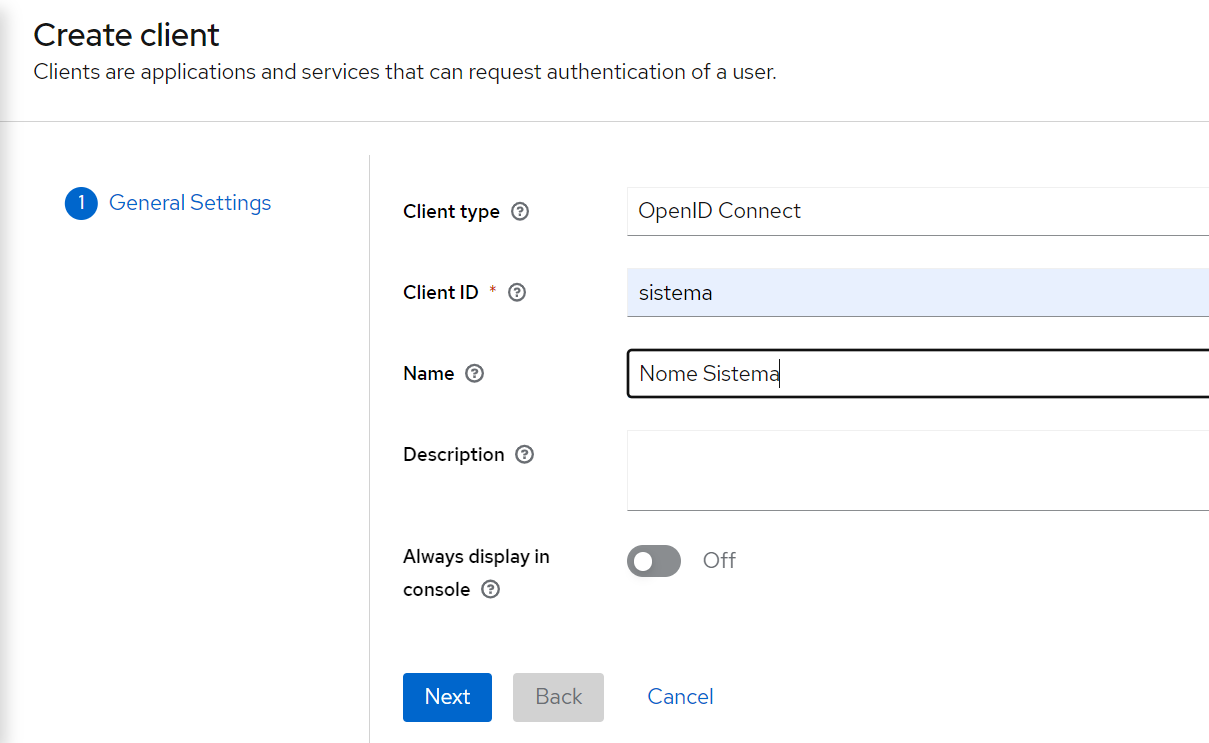 Create client
Clients are applications and services that can request authentication of a user.
1 General Settings
Client type ?
OpenID Connect
Client ID * ?
sistema
Name ?
Nome Sistema
Description ?
Always display in
console ?
Off
Next
Back
Cancel